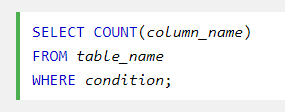 SELECT COUNT(column_name)
FROM table_name
WHERE condition;